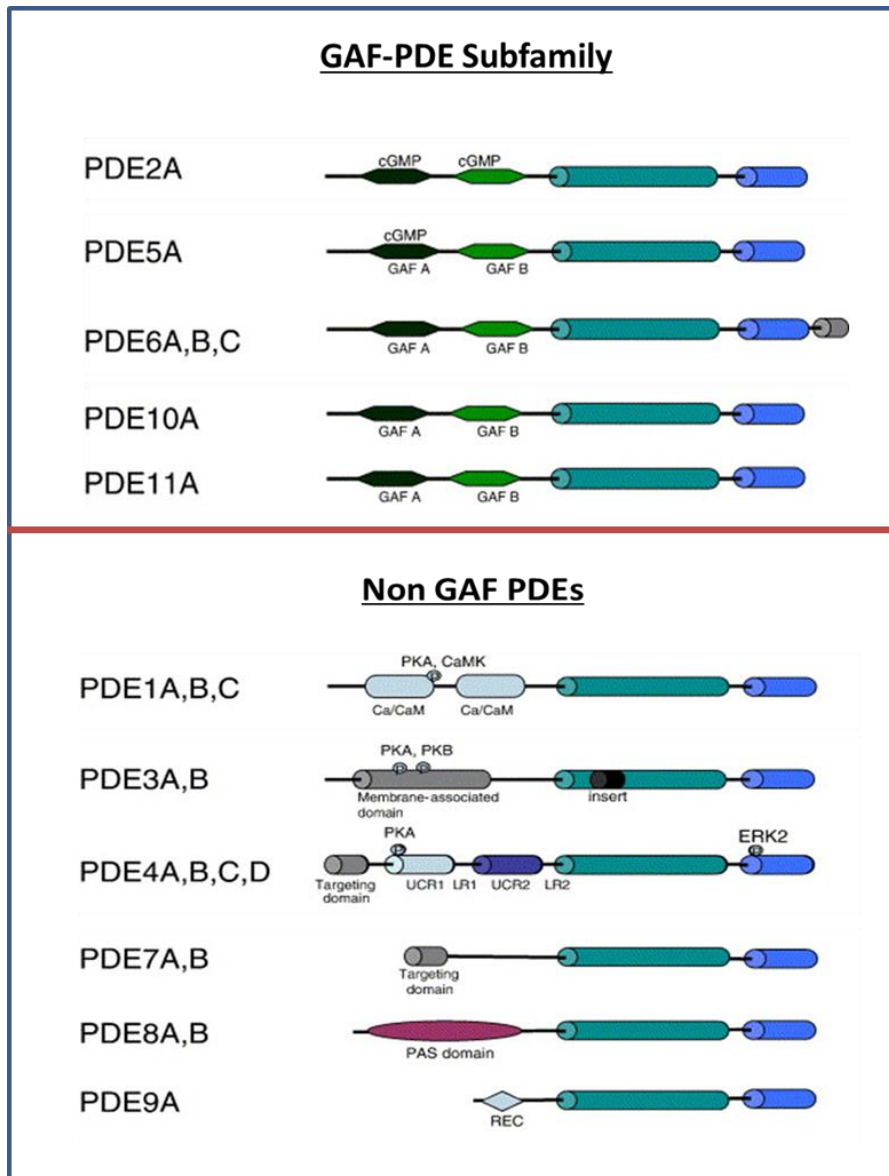 GAF-PDE Subfamily
PDE2A
cGMP cGMP
PDE5A
cGMP
GAF A GAF B
PDE6A,B,C
GAF A GAF B
PDE10A
GAF A GAF B
PDE11A
GAF A GAF B
Non GAF PDEs
PDE1A,B,C
PKA, CaMK
P
Ca/CaM Ca/CaM
PDE3A,B
PKA, PKB
P P
Membrane-associated
domain
insert
PDE4A,B,C,D
PKA ERK2
P P
Targeting
domain
UCR1 LR1 UCR2 LR2
PDE7A,B
Targeting
domain
PDE8A,B
PAS domain
PDE9A
REC